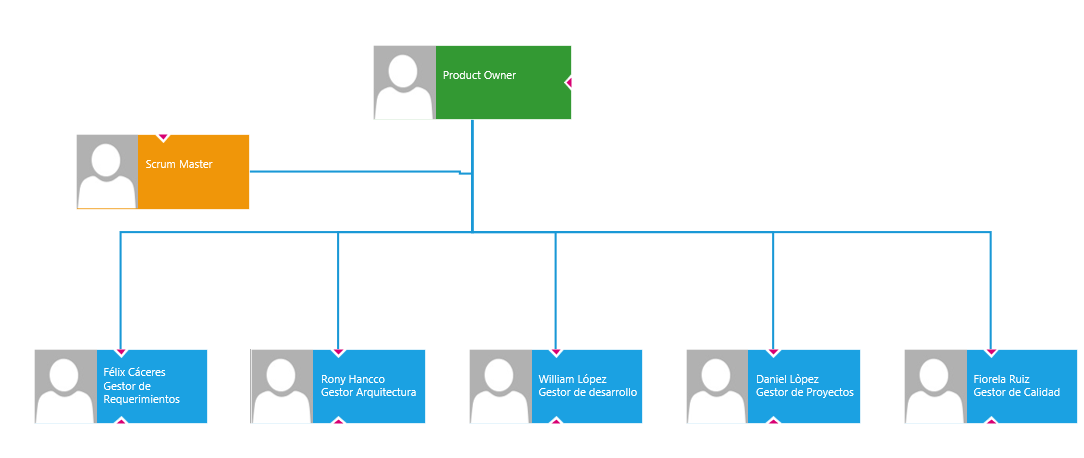 Product Owner
Scrum Master
Félix Cáceres
Gestor de
Requerimientos
Rony Hancco
Gestor Arquitectura
William López
Gestor de desarrollo
Daniel Lòpez
Gestor de Proyectos
Fiorela Ruiz
Gestor de Calidad